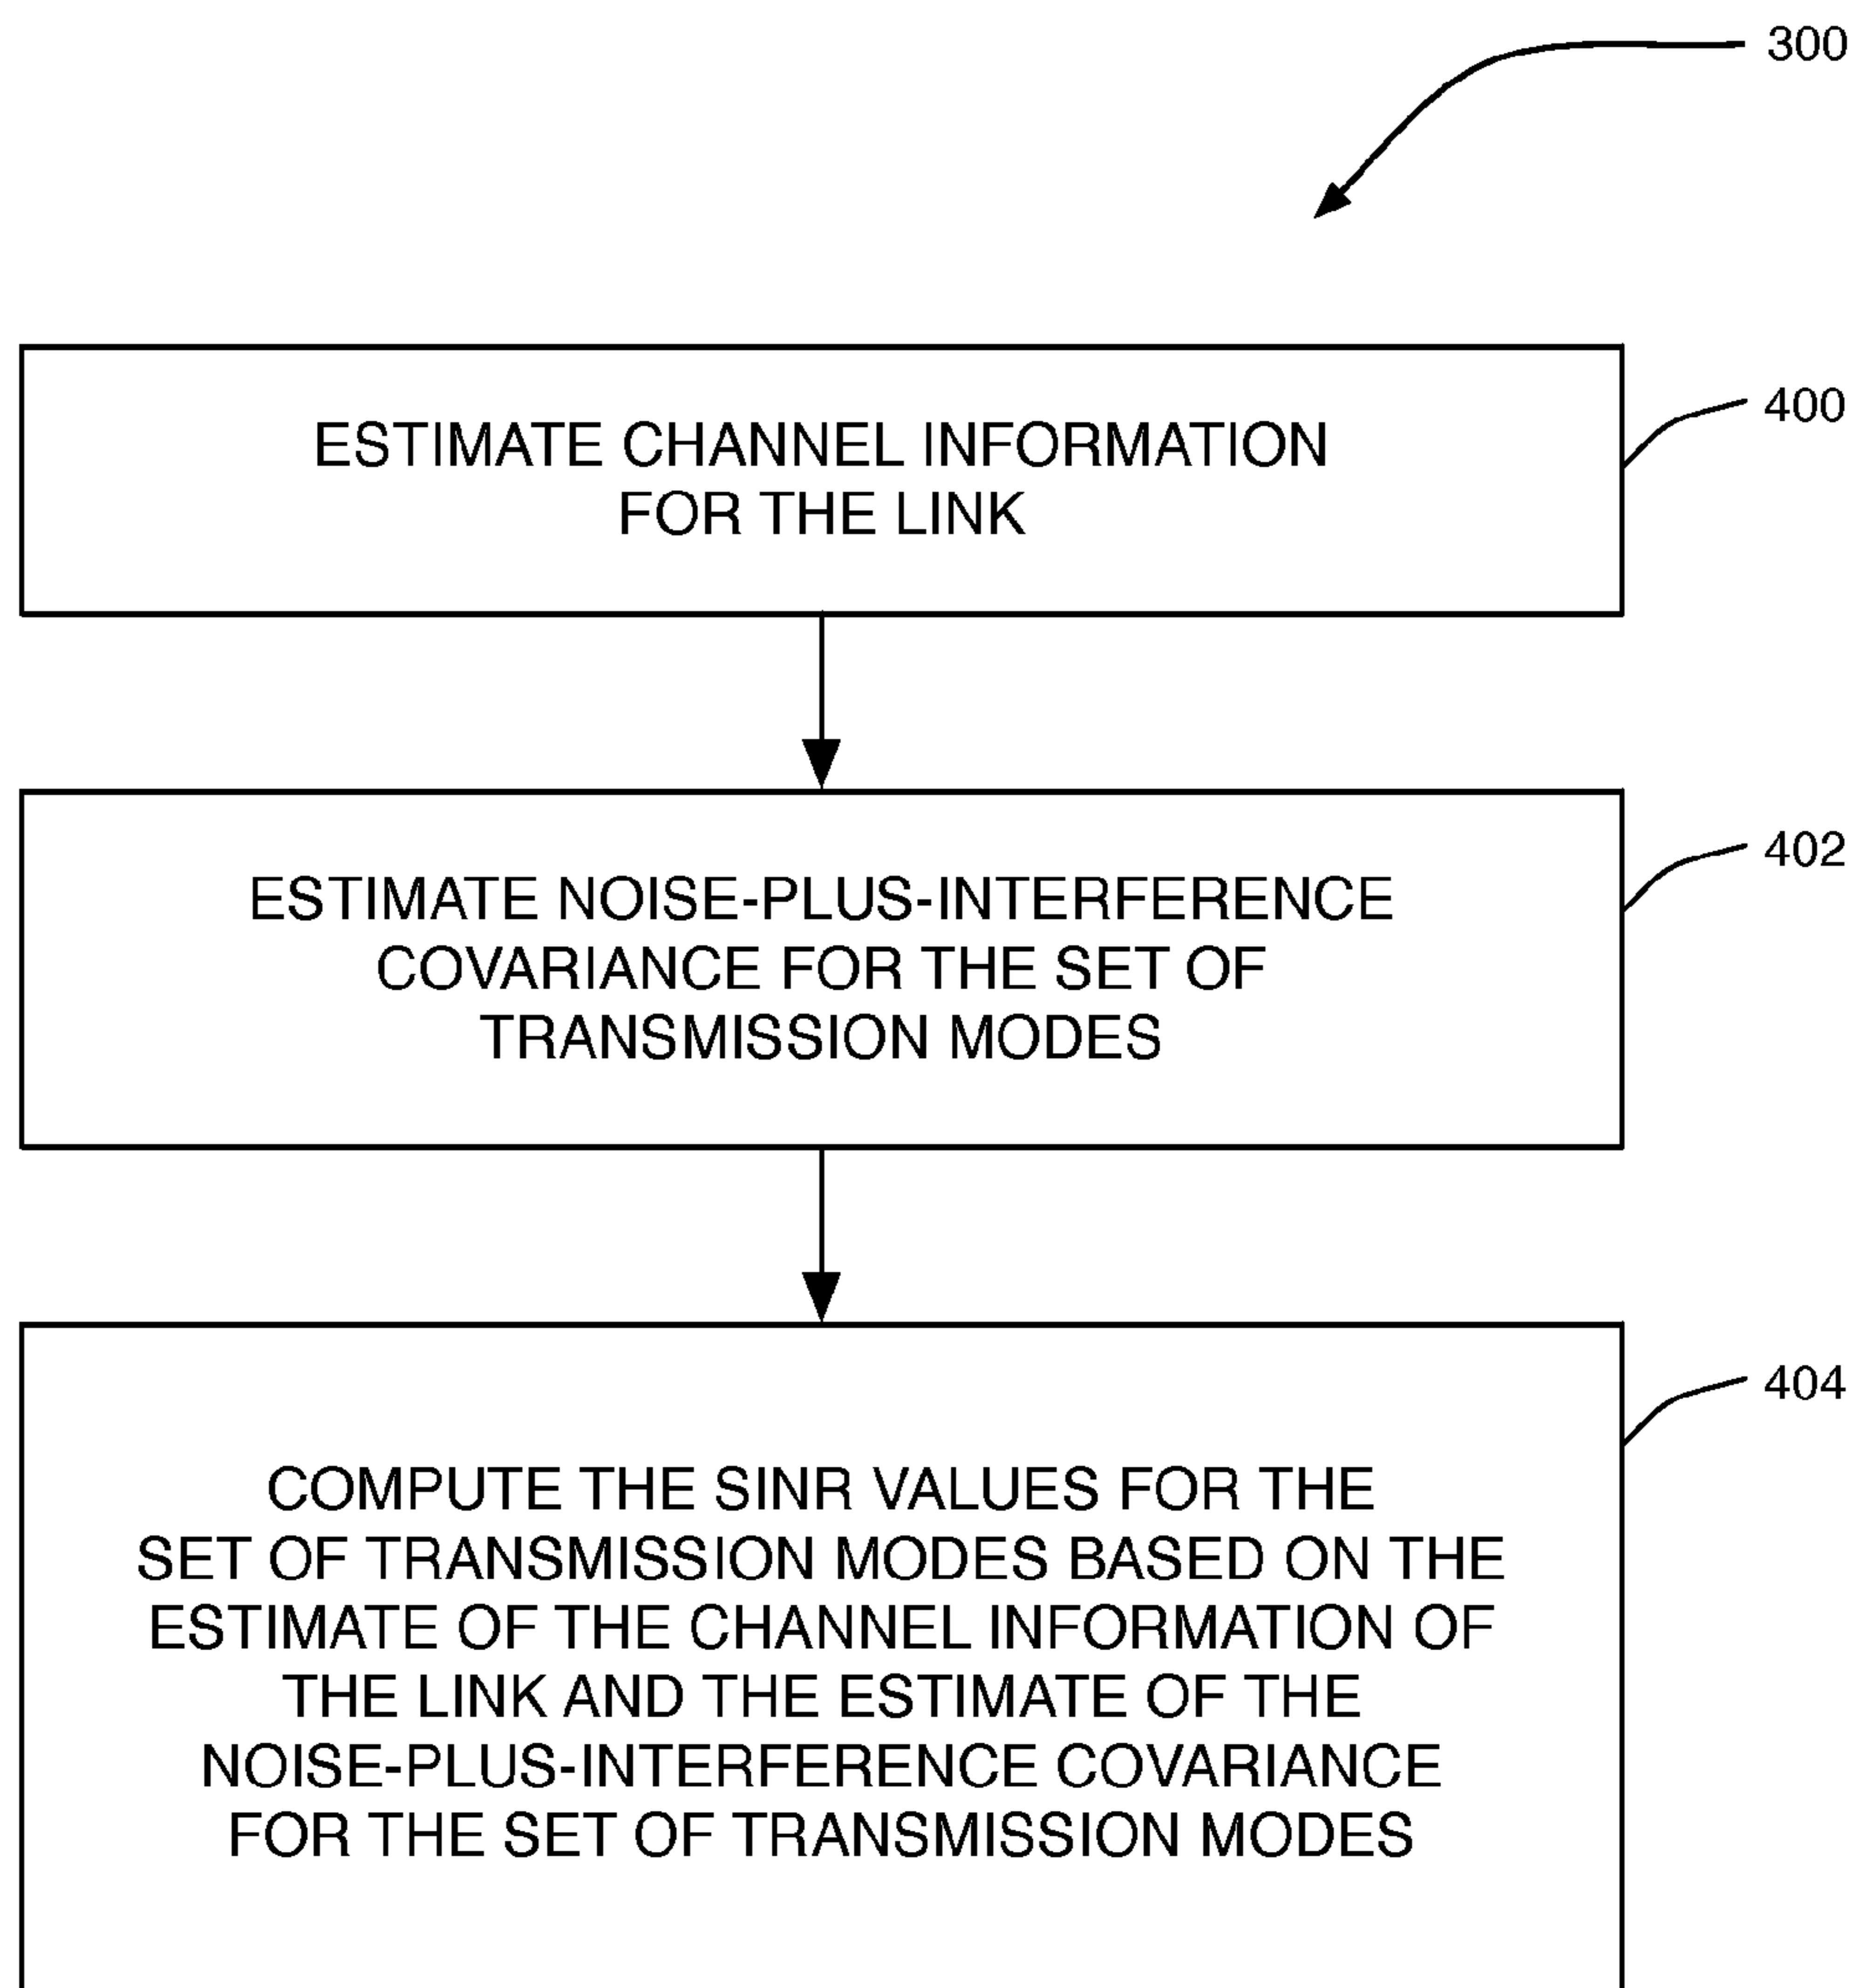 300
ESTIMATE CHANNEL INFORMATION
FOR THE LINK
400
ESTIMATE NOISE-PLUS-INTERFERENCE
COVARIANCE FOR THE SET OF
TRANSMISSION MODES
402
COMPUTE THE SINR VALUES FOR THE
SET OF TRANSMISSION MODES BASED ON THE
ESTIMATE OF THE CHANNEL INFORMATION OF
THE LINK AND THE ESTIMATE OF THE
NOISE-PLUS-INTERFERENCE COVARIANCE
FOR THE SET OF TRANSMISSION MODES
404